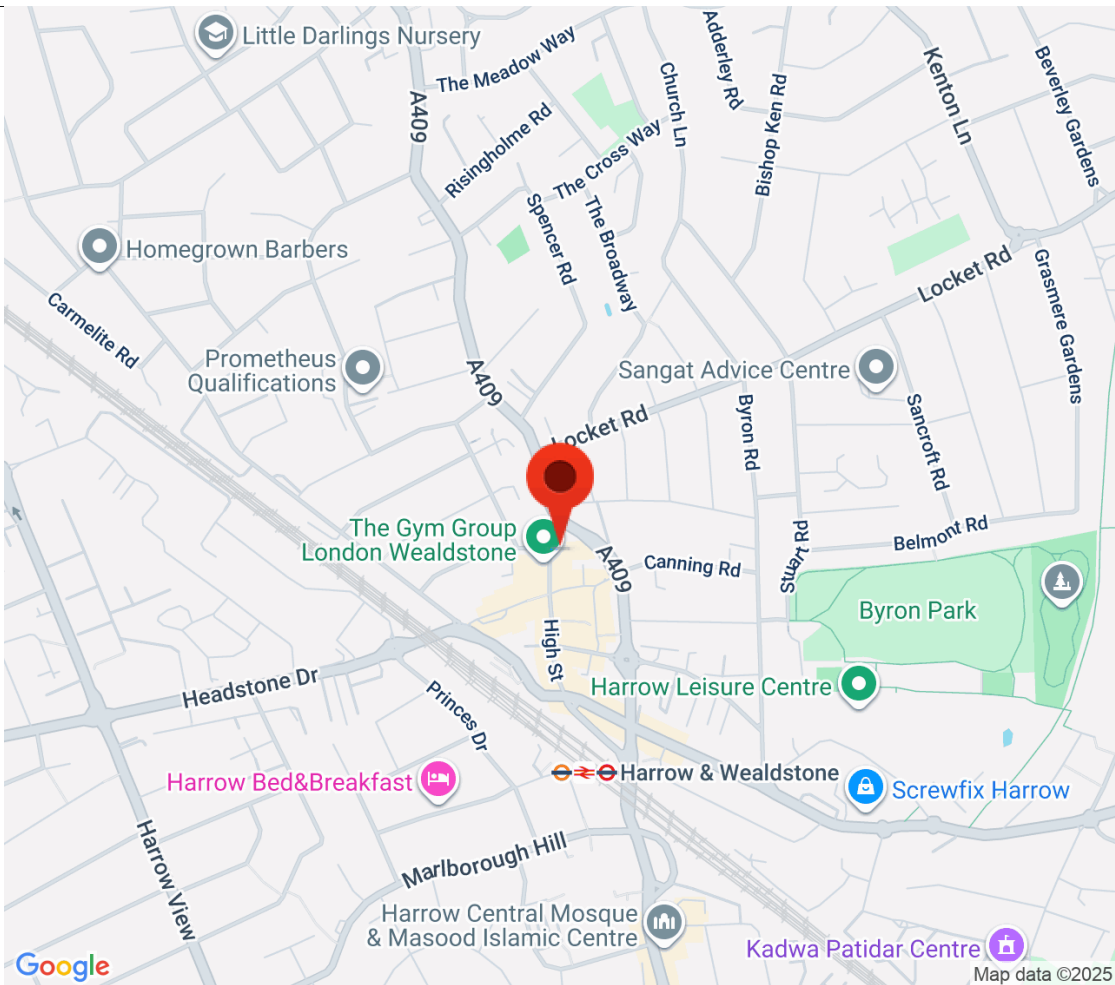 Little Darlings Nursery
The Meadow Way
A409
Church Ln
Adderley Rd
Bishop Ken Rd
Kenton Ln
Beverley Gardens
Risingholme Rd
The Cross Way
Spencer Rd
The Broadway
Homegrown Barbers
Locket Rd
Grasmere Gardens
Carmelite Rd
Prometheus
Qualifications
A409
Sangat Advice Centre
Byron Rd
Sancroft Rd
Locket Rd
The Gym Group
London Wealdstone
A409
Canning Rd
Stuart Rd
Belmont Rd
Byron Park
High St
Headstone Dr
Princes Dr
Harrow Leisure Centre
Harrow Bed&Breakfast
Harrow & Wealdstone
Screwfix Harrow
Harrow View
Marlborough Hill
Harrow Central Mosque
& Masood Islamic Centre
Kadwa Patidar Centre
Google
Map data ©2025